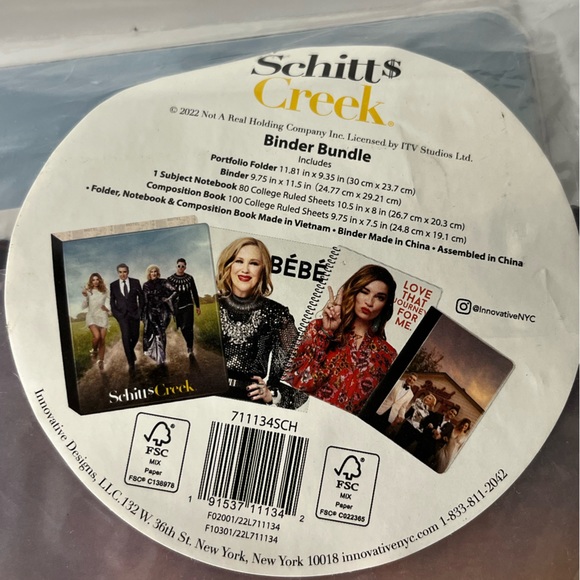 Schitt$
Creek.
© 2022 Not A Real Holding Company Inc. Licensed by ITV Studios Ltd.
Binder Bundle
Includes
Portfolio Folder 11.81 in x 9.35 in (30 cm x 23.7 cm)
Binder 9.75 in x 11.5 in (24.77 cm x 29.21 cm)
1 Subject Notebook 80 College Ruled Sheets 10.5 in x 8 in (26.7 cm x 20.3 cm)
Composition Book 100 College Ruled Sheets 9.75 in x 7.5 in (24.8 cm x 19.1 cm)
• Folder, Notebook & Composition Book Made in Vietnam • Binder Made in China • Assembled in China
BÉBÉ
LOVE
THAT
JOURNEY
FOR
ME
@InnovativeNYC
Schitt$ Creek
711134SCH
FSC
MIX
Paper
FSC® C138978
1 91537 11134 2
F02001/22L711134
F10301/22L711134
FSC
MIX
Paper
FSC® C022365
Innovative Designs, LLC. 132 W. 36th St. New York, New York 10018 innovativenyc.com 1-833-811-2042